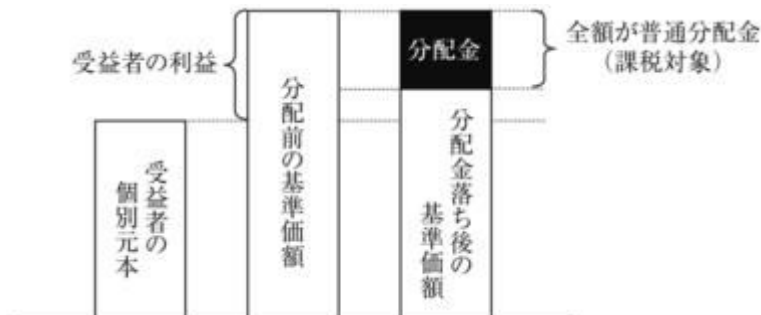 受益者の利益
分配金
全額が普通分配金
(課税対象)
受益者の
個別元本
分配前の基準価額
分配金落ち後の
基準価額